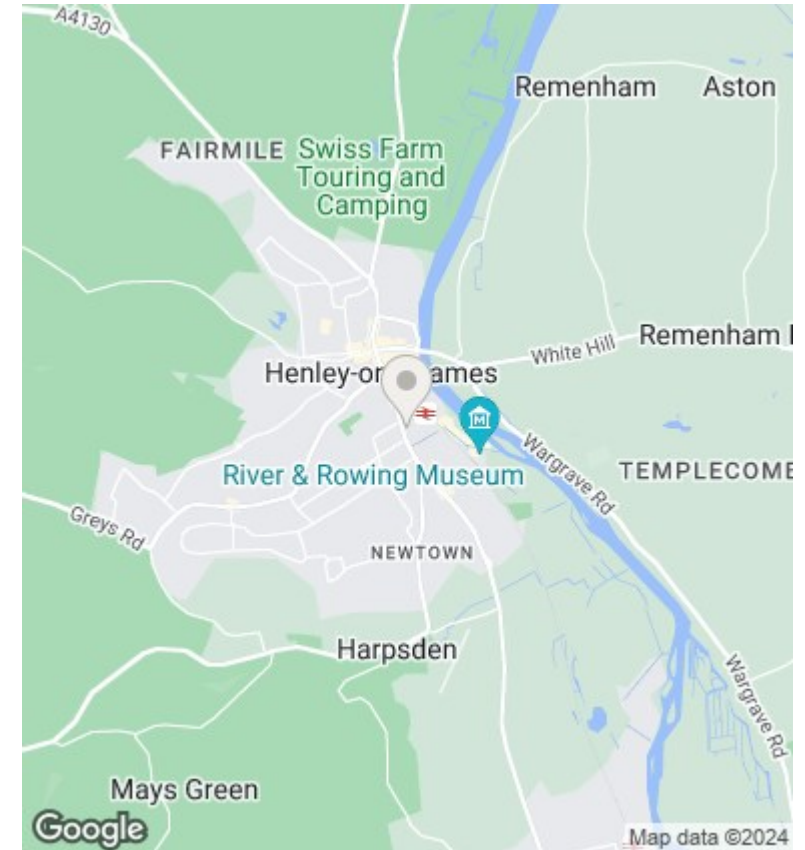 A4130
Remenham
Aston
FAIRMILE
Swiss Farm
Touring and
Camping
Remenham
White Hill
Henley-on
ames
M
River & Rowing Museum
Wargrave Rd
TEMPLECOMBE
Greys Rd
NEWTOWN
Harpsden
Wargrave Rd
Mays Green
Google
Map data ©2024